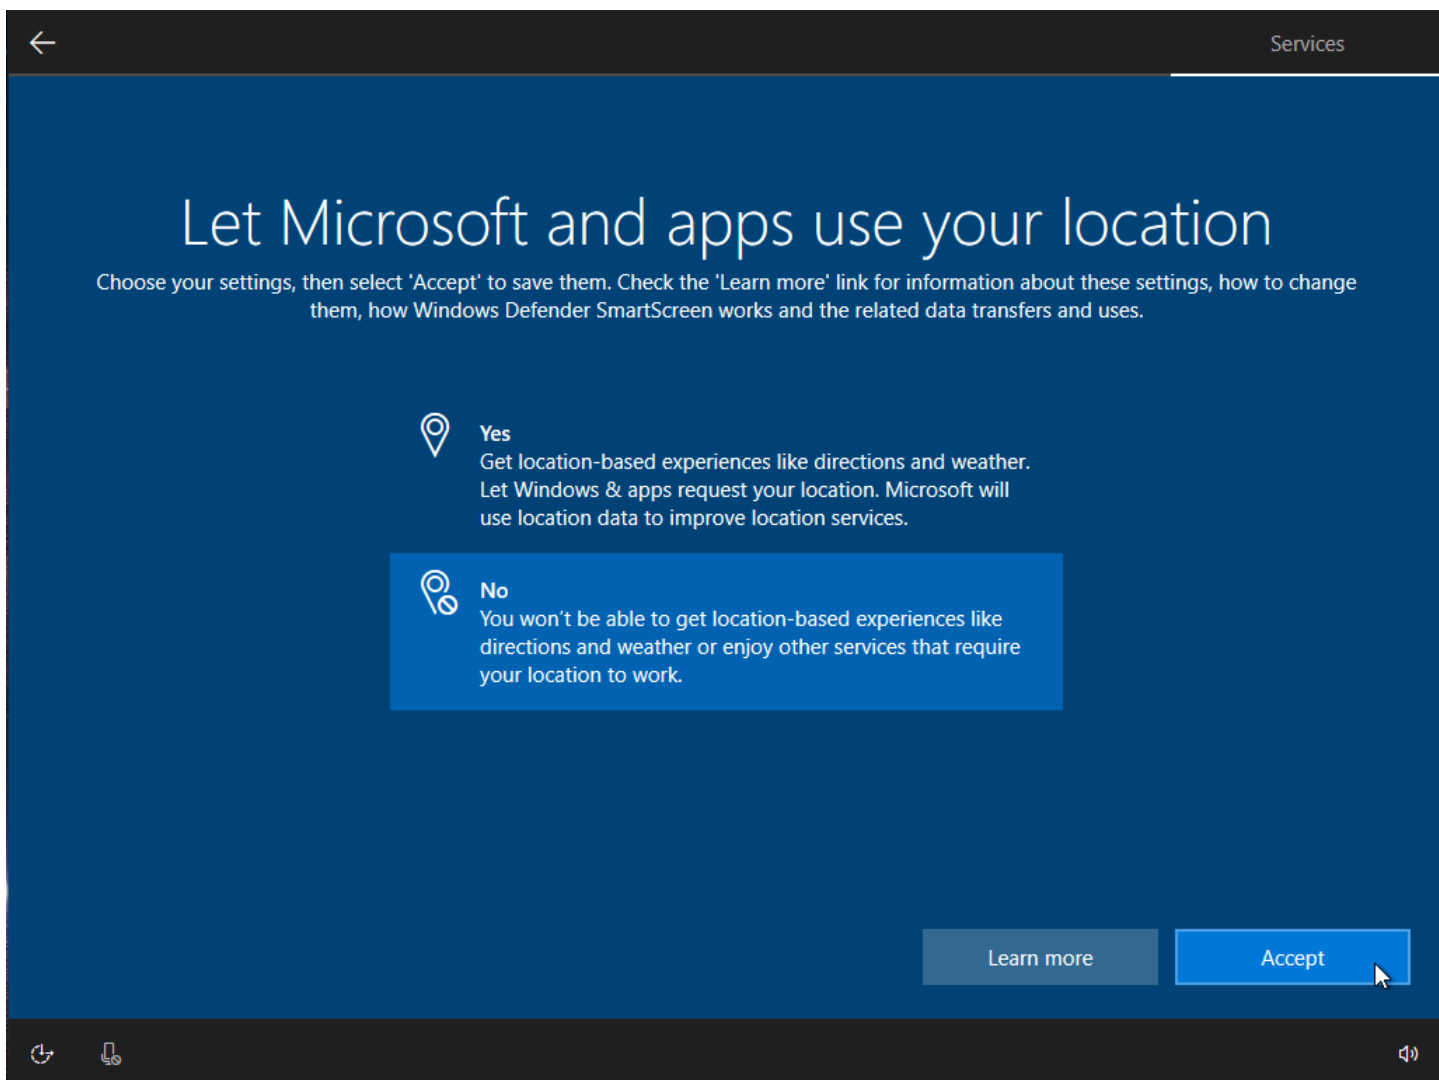 Services
Let Microsoft and apps use your location
Choose your settings, then select 'Accept' to save them. Check the 'Learn more' link for information about these settings, how to change
them, how Windows Defender SmartScreen works and the related data transfers and uses.
Yes
Get location-based experiences like directions and weather.
Let Windows & apps request your location. Microsoft will
use location data to improve location services.
No
You won’t be able to get location-based experiences like
directions and weather or enjoy other services that require
your location to work.
Learn more
Accept